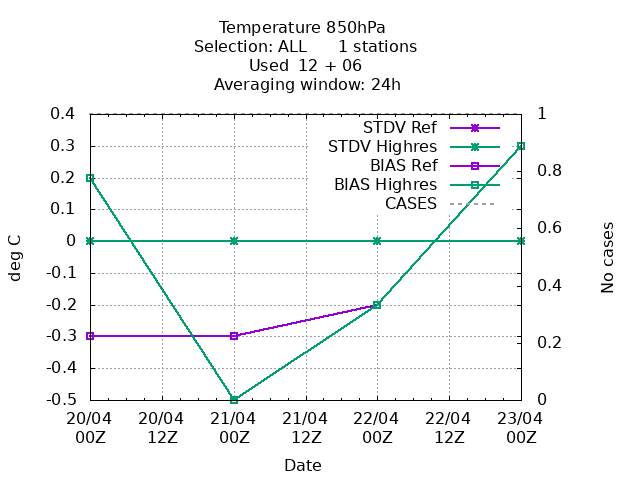 Temperature 850hPa
Selection: ALL      1 stations
Used  12 + 06
Averaging window: 24h
0.4
0.3
0.2
0.1
0
-0.1
-0.2
-0.3
-0.4
-0.5
deg C
1
0.8
0.6
0.4
0.2
0
No cases
STDV Ref
STDV Highres
BIAS Ref
BIAS Highres
CASES
20/04 20/04 21/04 21/04 22/04 22/04 23/04
00Z 12Z 00Z 12Z 00Z 12Z 00Z
Date